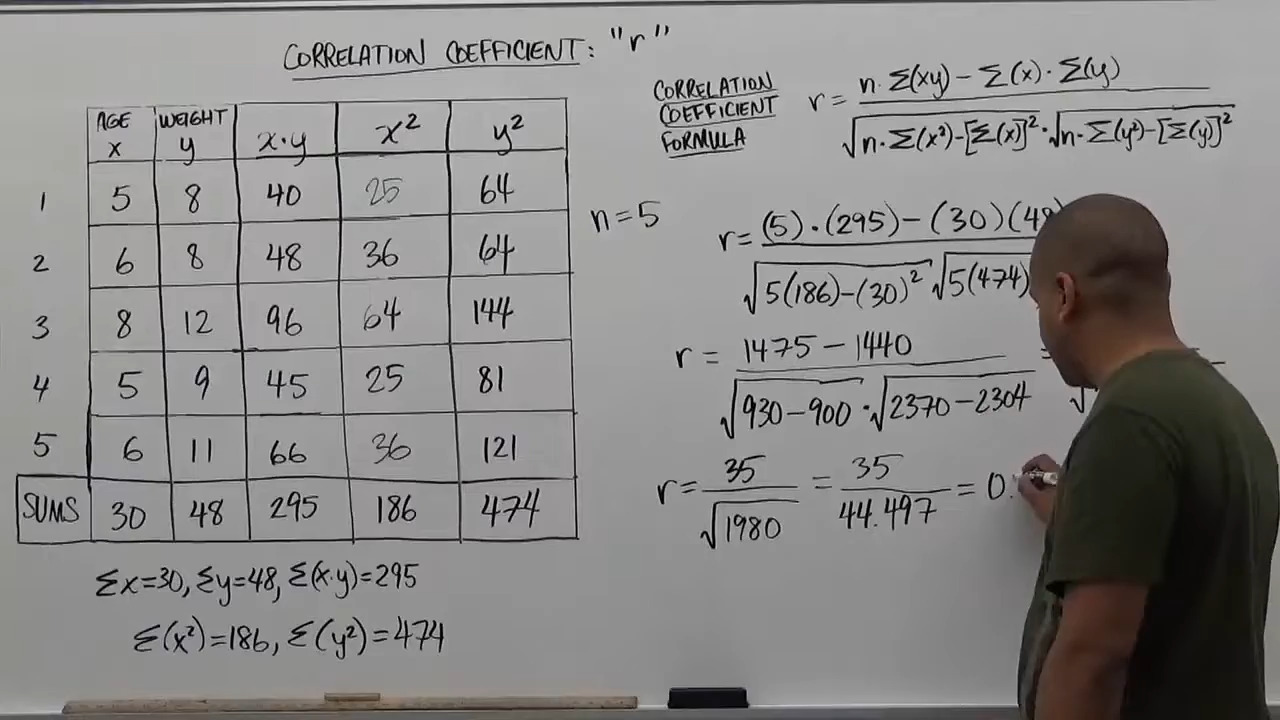 CORRELATION COEFFICIENT: "r"
CORRELATION COEFFICIENT FORMULA
r = n·Σ(xy) − Σ(x)·Σ(y)
√n·Σ(x²)−[Σ(x)]² · √n·Σ(y²)−[Σ(y)]²
AGE x WEIGHT y x·y x² y²
1 5 8 40 25 64
2 6 8 48 36 64
3 8 12 96 64 144
4 5 9 45 25 81
5 6 11 66 36 121
SUMS 30 48 295 186 474
Σx=30, Σy=48, Σ(x·y)=295
Σ(x²)=186, Σ(y²)=474
n=5
r= (5)·(295)−(30)(48
√5(186)−(30)² √5(474)
r = 1475 − 1440
√930−900 · √2370−2304
r= 35 = 35 = 0.
√1980 44.497